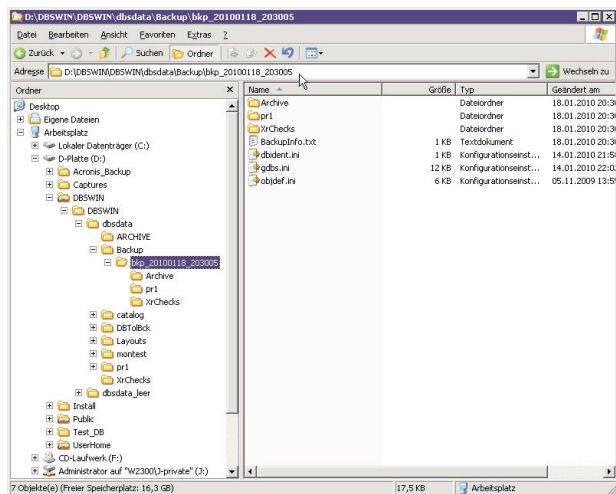 D:\DBSWIN\DBSWIN\dbsdata\Backup\bkp_20100118_203005
Datei Bearbeiten Ansicht Favoriten Extras ?
Zurück Suchen Ordner
Adresse D:\DBSWIN\DBSWIN\dbsdata\Backup\bkp_20100118_203005 Wechseln zu
Ordner
Desktop
Eigene Dateien
Arbeitsplatz
Lokaler Datenträger (C:)
D-Platte (D:)
Acronis_Backup
Captures
DBSWIN
DBSWIN
dbsdata
ARCHIVE
Backup
bkp_20100118_203005
Archive
pr1
XrChecks
catalog
DBToBck
Layouts
montest
pr1
XrChecks
dbsdata_leer
Install
Public
Test_DB
UserHome
CD-Laufwerk (F:)
Administrator auf "W2300\J-private" (J:)
Name Größe Typ Geändert am
Archive Dateiordner 18.01.2010 20:30
pr1 Dateiordner 18.01.2010 20:30
XrChecks Dateiordner 18.01.2010 20:30
BackupInfo.txt 1 KB Textdokument 18.01.2010 20:30
dbident.ini 1 KB Konfigurationseinst... 14.01.2010 21:5
gdbs.ini 12 KB Konfigurationseinst... 14.01.2010 22:0
objdef.ini 6 KB Konfigurationseinst... 05.11.2009 13:5
7 Objekte(e) (Freier Speicherplatz: 16,3 GB) 17,5 KB Arbeitsplatz